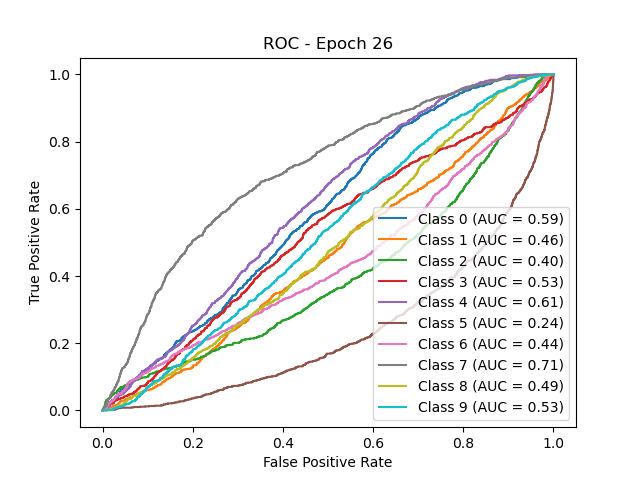 ROC - Epoch 26
True Positive Rate
1.0
0.8
0.6
0.4
0.2
0.0
Class 0 (AUC = 0.59)
Class 1 (AUC = 0.46)
Class 2 (AUC = 0.40)
Class 3 (AUC = 0.53)
Class 4 (AUC = 0.61)
Class 5 (AUC = 0.24)
Class 6 (AUC = 0.44)
Class 7 (AUC = 0.71)
Class 8 (AUC = 0.49)
Class 9 (AUC = 0.53)
0.0 0.2 0.4 0.6 0.8 1.0
False Positive Rate